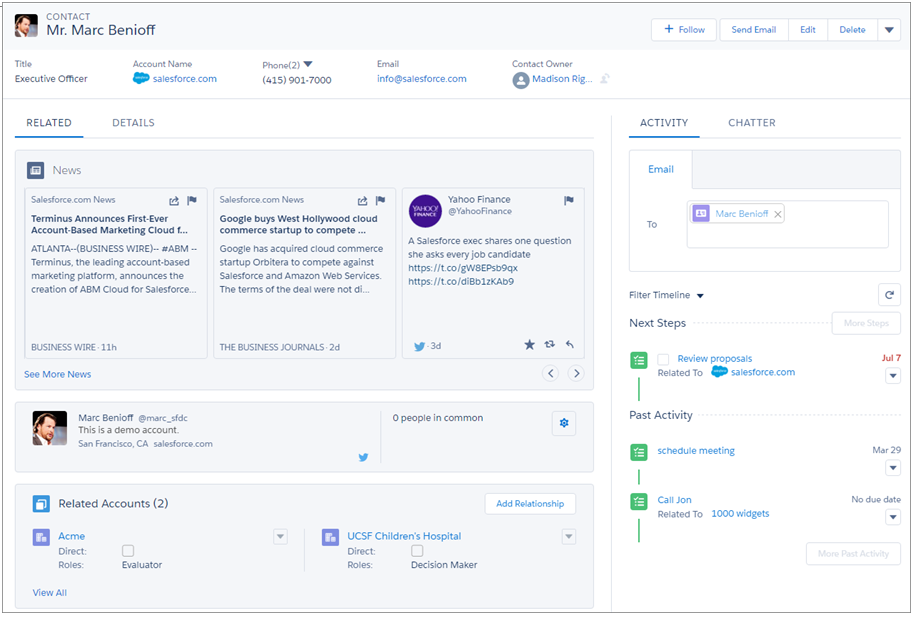 CONTACT
Mr. Marc Benioff
+ Follow
Send Email
Edit
Delete
Title
Executive Officer
Account Name
salesforce.com
Phone(2)
(415) 901-7000
Email
info@salesforce.com
Contact Owner
Madison Rig...
RELATED
DETAILS
News
Salesforce.com News
Terminus Announces First-Ever
Account-Based Marketing Cloud f...
ATLANTA--(BUSINESS WIRE)-- #ABM --
Terminus, the leading account-based
marketing platform, announces the
creation of ABM Cloud for Salesforce...
BUSINESS WIRE · 11h
Salesforce.com News
Google buys West Hollywood cloud
commerce startup to compete ...
Google has acquired cloud commerce
startup Orbitera to compete against
Salesforce and Amazon Web Services.
The terms of the deal were not di...
THE BUSINESS JOURNALS · 2d
YAHOO!
FINANCE
Yahoo Finance
@YahooFinance
A Salesforce exec shares one question
she asks every job candidate
https://t.co/gW8EPsb9qx
https://t.co/diBb1zKAb9
· 3d
See More News
Marc Benioff @marc_sfdc
This is a demo account.
San Francisco, CA salesforce.com
0 people in common
Related Accounts (2)
Add Relationship
Acme
Direct:
Roles: Evaluator
UCSF Children's Hospital
Direct:
Roles: Decision Maker
View All
ACTIVITY
CHATTER
Email
To
Marc Benioff
Filter Timeline
Next Steps
More Steps
Review proposals
Jul 7
Related To salesforce.com
Past Activity
schedule meeting
Mar 29
Call Jon
No due date
Related To 1000 widgets
More Past Activity